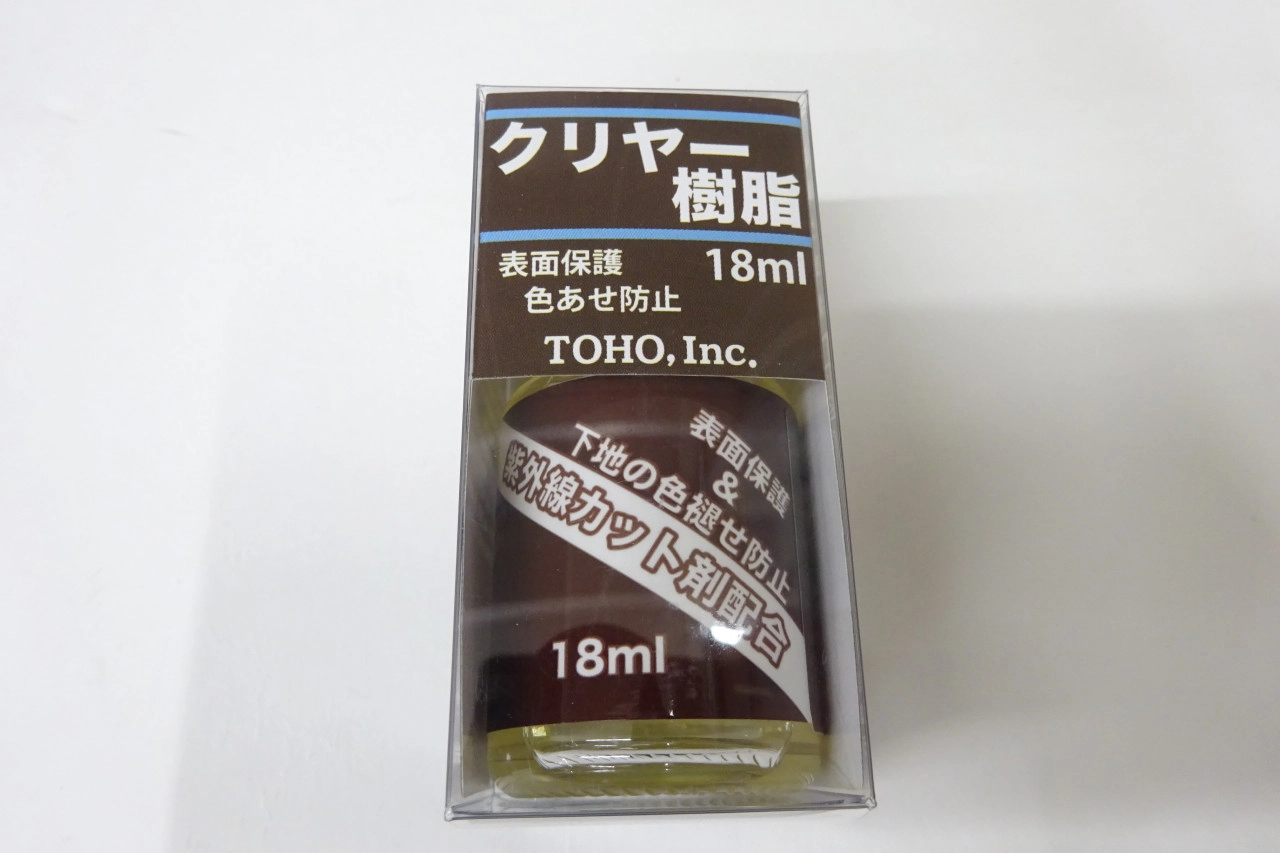 クリヤー
樹脂
表面保護
18ml
色あせ防止
TOHO, Inc.
表面保護
&
下地の色褪せ防止
紫外線カット剤配合
18ml